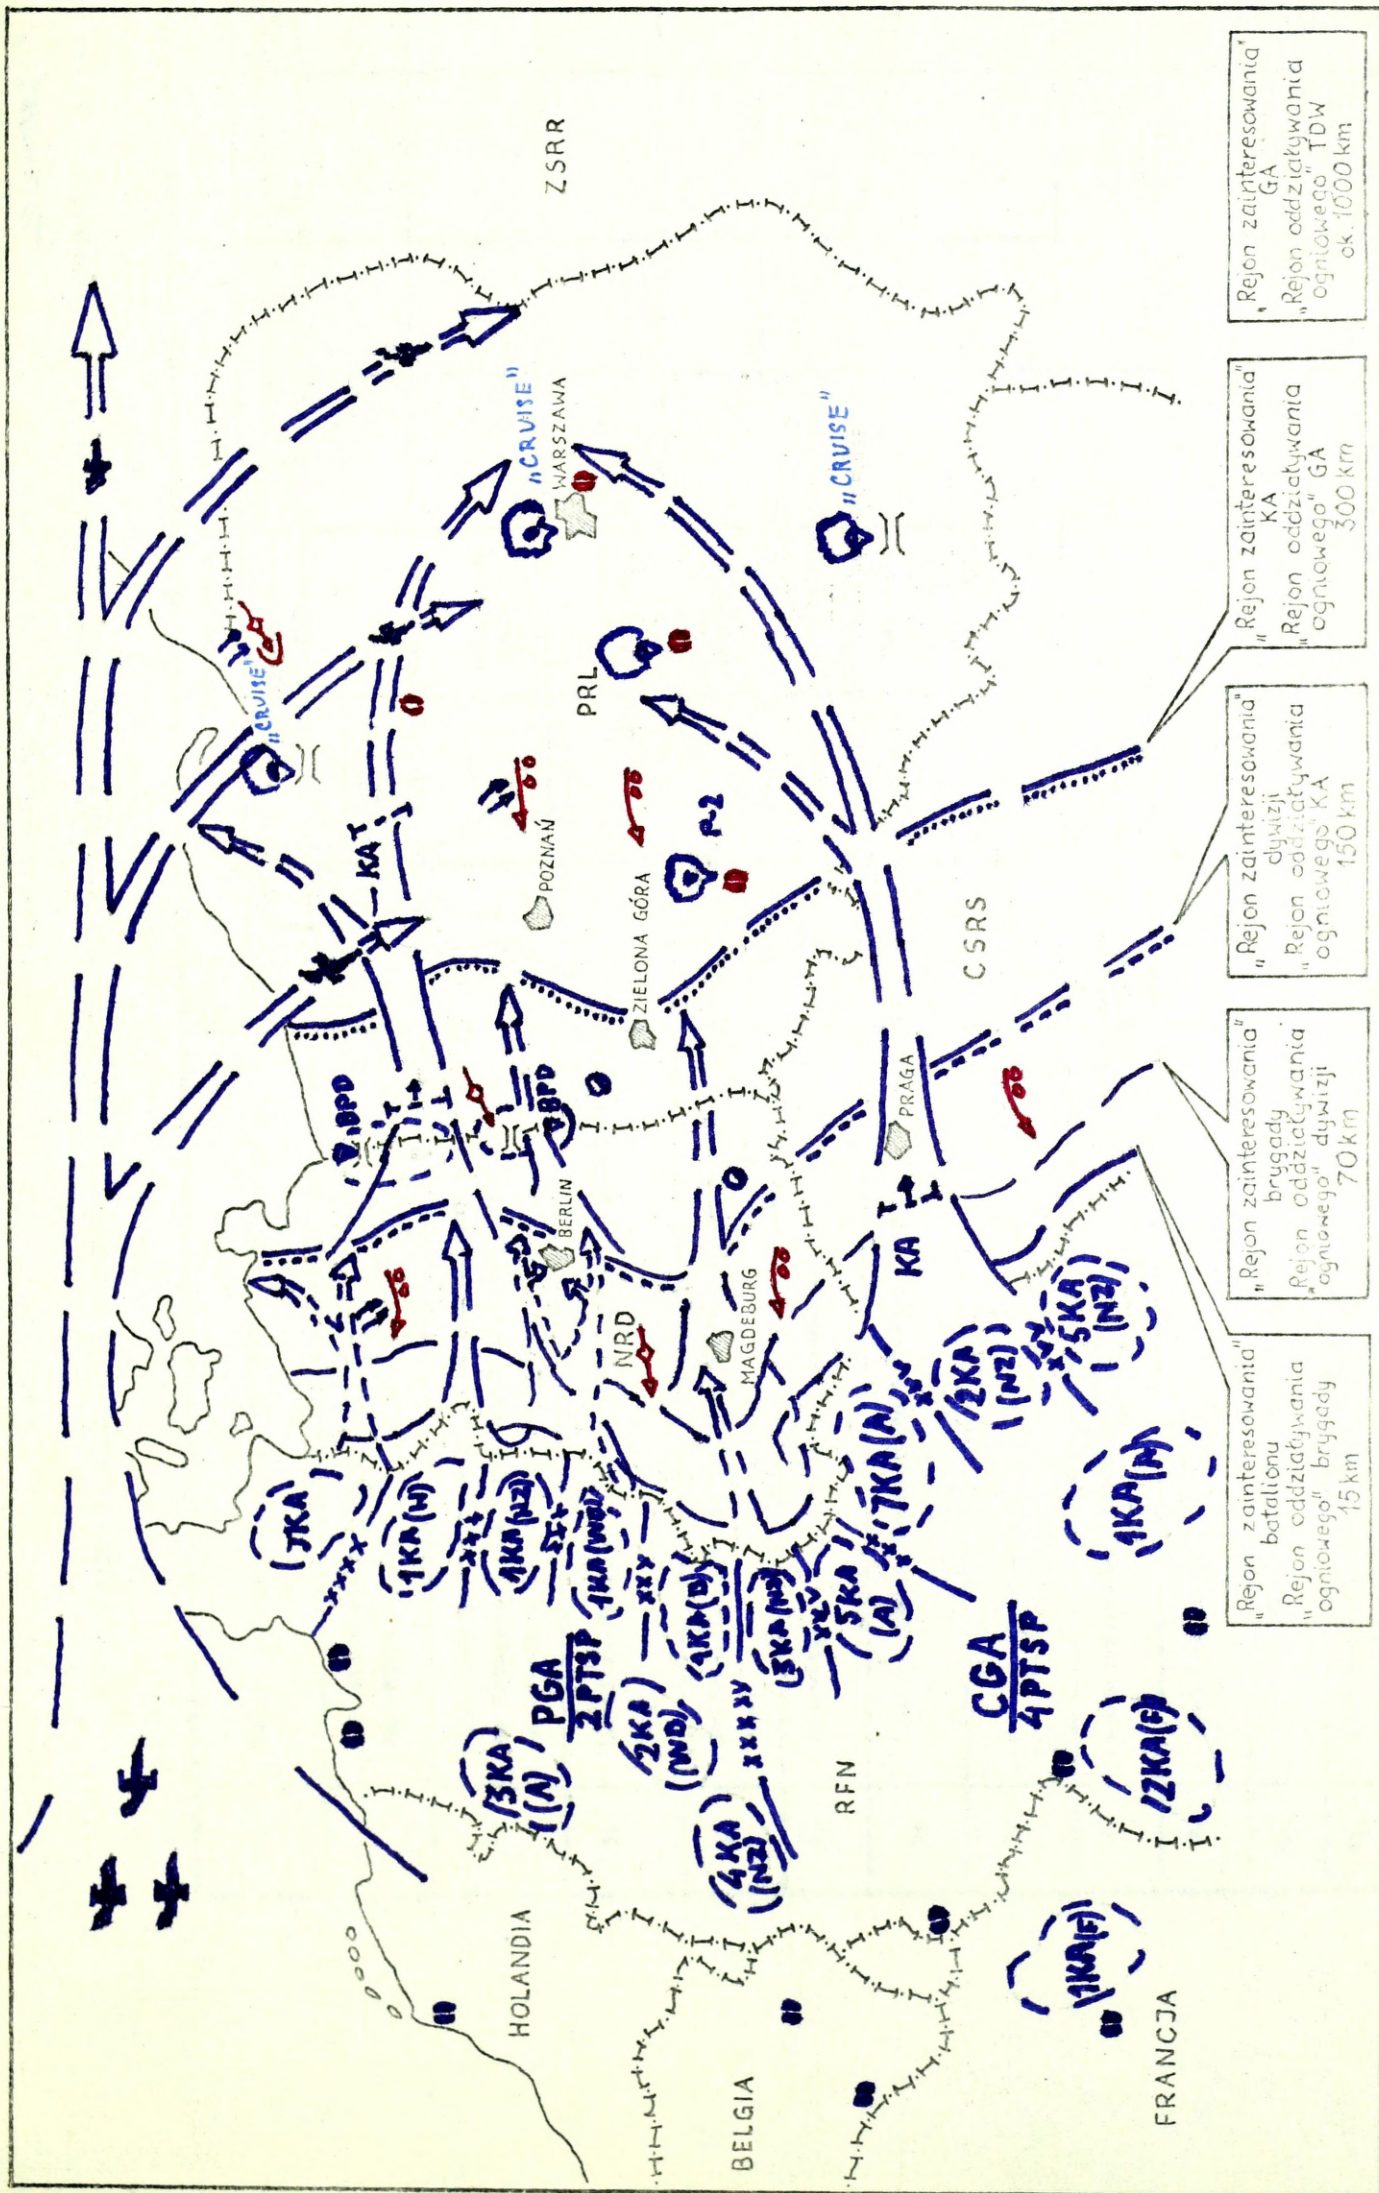 ZSRR
"CRUISE"
"CRUISE"
WARSZAWA
"CRUISE"
PRL
KA
POZNAŃ
ZIELONA GÓRA
R-2
CSRS
1BPD
BPD
BERLIN
PRAGA
NRD
MAGDEBURG
KA
JKA
1KA(H)
1KA(NZ)
1KA(WB)
1KA(B)
3KA(NZ)
5KA
(A)
7KA(A)
2KA
(NZ)
5KA
(NZ)
1KA(A)
PGA
2PTSP
3KA
(A)
2KA
(WB)
4KA
(NZ)
CGA
4PTSP
RFN
12KA(F)
1KA(F)
HOLANDIA
BELGIA
FRANCJA
"Rejon zainteresowania"
batalionu
"Rejon oddziaływania
ogniowego" brygady
15 km
"Rejon zainteresowania"
brygady
"Rejon oddziaływania
ogniowego" dywizji
70 km
"Rejon zainteresowania"
dywizji
"Rejon oddziaływania
ogniowego" KA
150 km
"Rejon zainteresowania"
KA
"Rejon oddziaływania
ogniowego" GA
300 km
"Rejon zainteresowania"
GA
"Rejon oddziaływania
ogniowego" TDW
ok. 1000 km